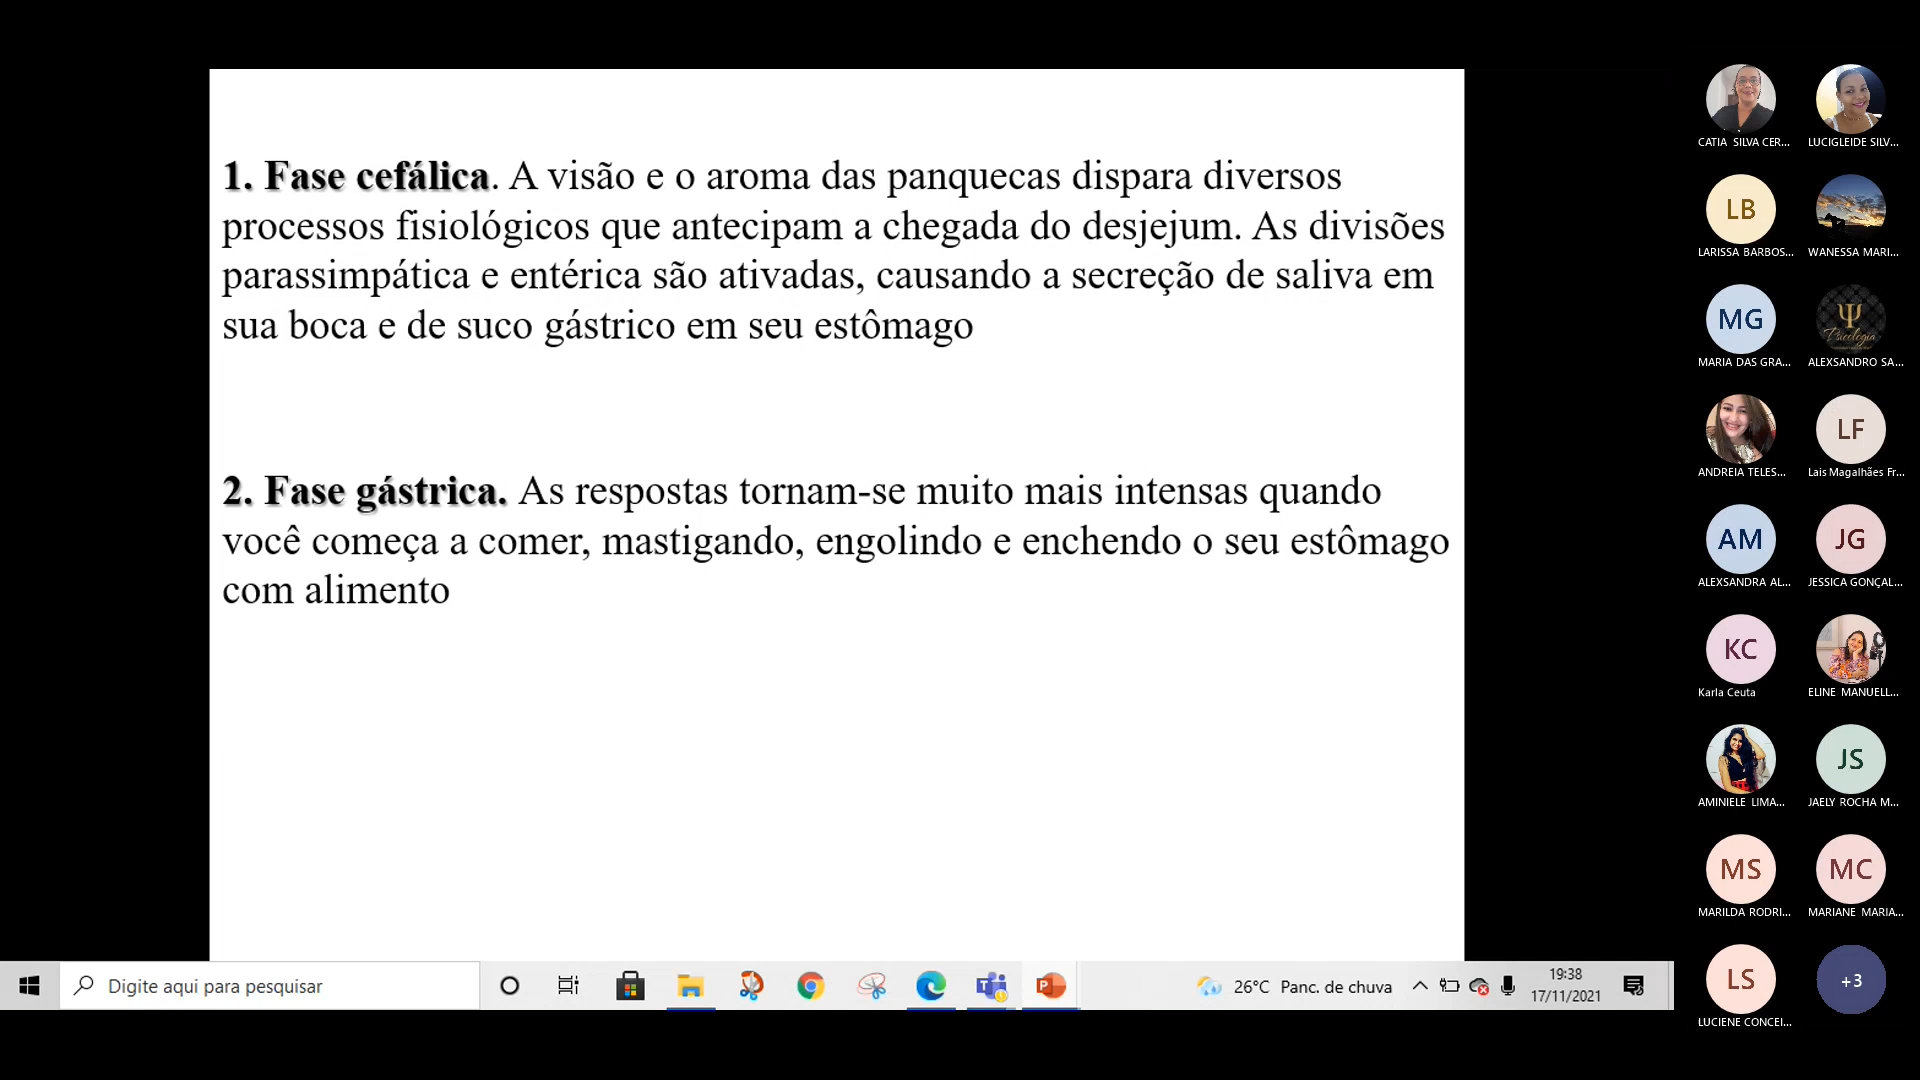 1. Fase cefálica. A visão e o aroma das panquecas dispara diversos
processos fisiológicos que antecipam a chegada do desjejum. As divisões
parassimpática e entérica são ativadas, causando a secreção de saliva em
sua boca e de suco gástrico em seu estômago
2. Fase gástrica. As respostas tornam-se muito mais intensas quando
você começa a comer, mastigando, engolindo e enchendo o seu estômago
com alimento
CATIA SILVA CER...
LUCIGLEIDE SILV...
LB
LARISSA BARBOS...
WANESSA MARI...
MG
MARIA DAS GRA...
Ψ
Psicologia
ALEXSANDRO SA...
ANDREIA TELES...
LF
Lais Magalhães Fr...
AM
ALEXSANDRA AL...
JG
JESSICA GONÇAL...
KC
Karla Ceuta
ELINE MANUELL...
AMINIELE LIMA...
JS
JAELY ROCHA M...
MS
MARILDA RODRI...
MC
MARIANE MARIA...
LS
LUCIENE CONCEI...
+3
Digite aqui para pesquisar
26°C Panc. de chuva
19:38
17/11/2021